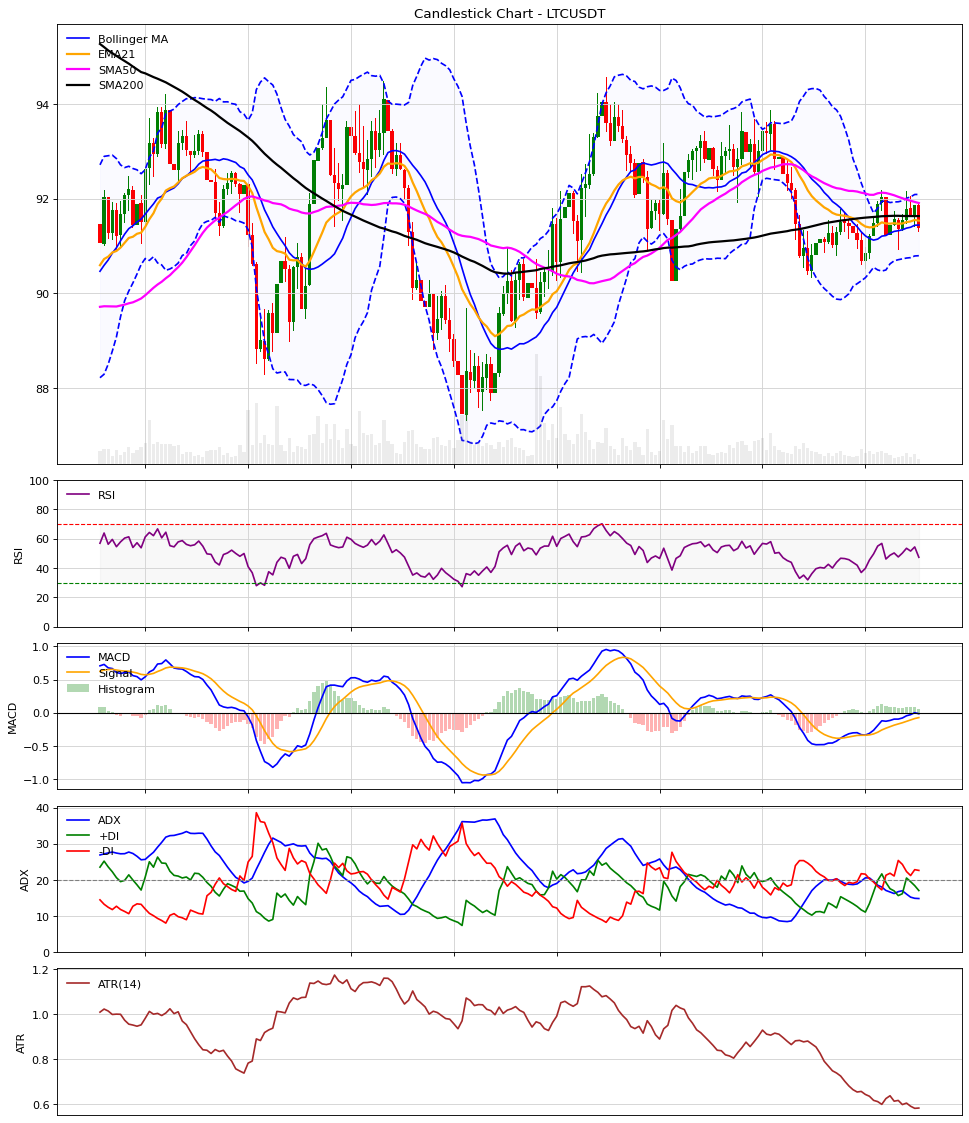 Candlestick Chart - LTCUSDT
Bollinger MA
EMA21
SMA50
SMA200
94
92
90
88
100
80
60
40
20
0
RSI
RSI
1.0
0.5
0.0
−0.5
−1.0
MACD
MACD
Signal
Histogram
40
30
20
10
0
ADX
ADX
+DI
-DI
1.2
1.0
0.8
0.6
ATR
ATR(14)